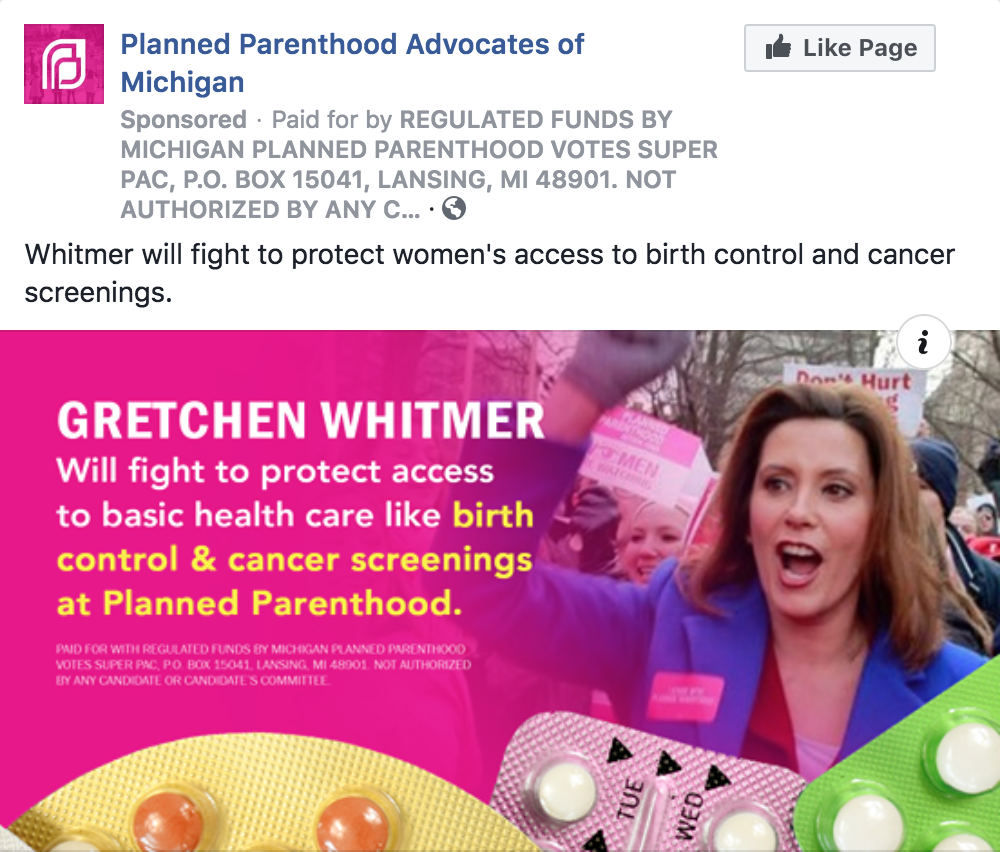 Planned Parenthood Advocates of
Michigan
Like Page
Sponsored · Paid for by REGULATED FUNDS BY
MICHIGAN PLANNED PARENTHOOD VOTES SUPER
PAC, P.O. BOX 15041, LANSING, MI 48901. NOT
AUTHORIZED BY ANY C... ·
Whitmer will fight to protect women's access to birth control and cancer
screenings.
i
Don't Hurt
GRETCHEN WHITMER
Will fight to protect access
to basic health care like birth
control & cancer screenings
at Planned Parenthood.
PAID FOR WITH REGULATED FUNDS BY MICHIGAN PLANNED PARENTHOOD
VOTES SUPER PAC, P.O. BOX 15041, LANSING, MI 48901. NOT AUTHORIZED
BY ANY CANDIDATE OR CANDIDATE'S COMMITTEE.
TUE
WED